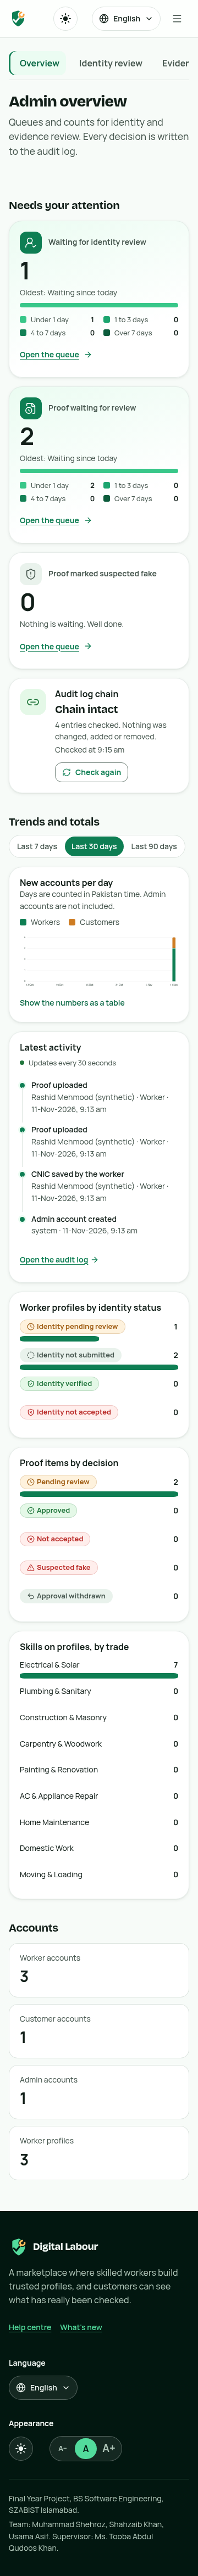 English
Overview
Identity review
Admin overview
Queues and counts for identity and
evidence review. Every decision is written
to the audit log.
Needs your attention
Waiting for identity review
1
Oldest: Waiting since today
Under 1 day 1 1 to 3 days 0
4 to 7 days 0 Over 7 days 0
Open the queue
Proof waiting for review
2
Oldest: Waiting since today
Under 1 day 2 1 to 3 days 0
4 to 7 days 0 Over 7 days 0
Open the queue
Proof marked suspected fake
0
Nothing is waiting. Well done.
Open the queue
Audit log chain
Chain intact
4 entries checked. Nothing was
changed, added or removed.
Checked at 9:15 am
Check again
Trends and totals
Last 7 days Last 30 days Last 90 days
New accounts per day
Days are counted in Pakistan time. Admin
accounts are not included.
Workers Customers
Show the numbers as a table
Latest activity
Updates every 30 seconds
Proof uploaded
Rashid Mehmood (synthetic) · Worker ·
11-Nov-2026, 9:13 am
Proof uploaded
Rashid Mehmood (synthetic) · Worker ·
11-Nov-2026, 9:13 am
CNIC saved by the worker
Rashid Mehmood (synthetic) · Worker ·
11-Nov-2026, 9:13 am
Admin account created
system · 11-Nov-2026, 9:13 am
Open the audit log
Worker profiles by identity status
Identity pending review 1
Identity not submitted 2
Identity verified 0
Identity not accepted 0
Proof items by decision
Pending review 2
Approved 0
Not accepted 0
Suspected fake 0
Approval withdrawn 0
Skills on profiles, by trade
Electrical & Solar 7
Plumbing & Sanitary 0
Construction & Masonry 0
Carpentry & Woodwork 0
Painting & Renovation 0
AC & Appliance Repair 0
Home Maintenance 0
Domestic Work 0
Moving & Loading 0
Accounts
Worker accounts
3
Customer accounts
1
Admin accounts
1
Worker profiles
3
Digital Labour
A marketplace where skilled workers build
trusted profiles, and customers can see
what has really been checked.
Help centre What's new
Language
English
Appearance
A− A A+
Final Year Project, BS Software Engineering,
SZABIST Islamabad.
Team: Muhammad Shehroz, Shahzaib Khan,
Usama Asif. Supervisor: Ms. Tooba Abdul
Qudoos Khan.